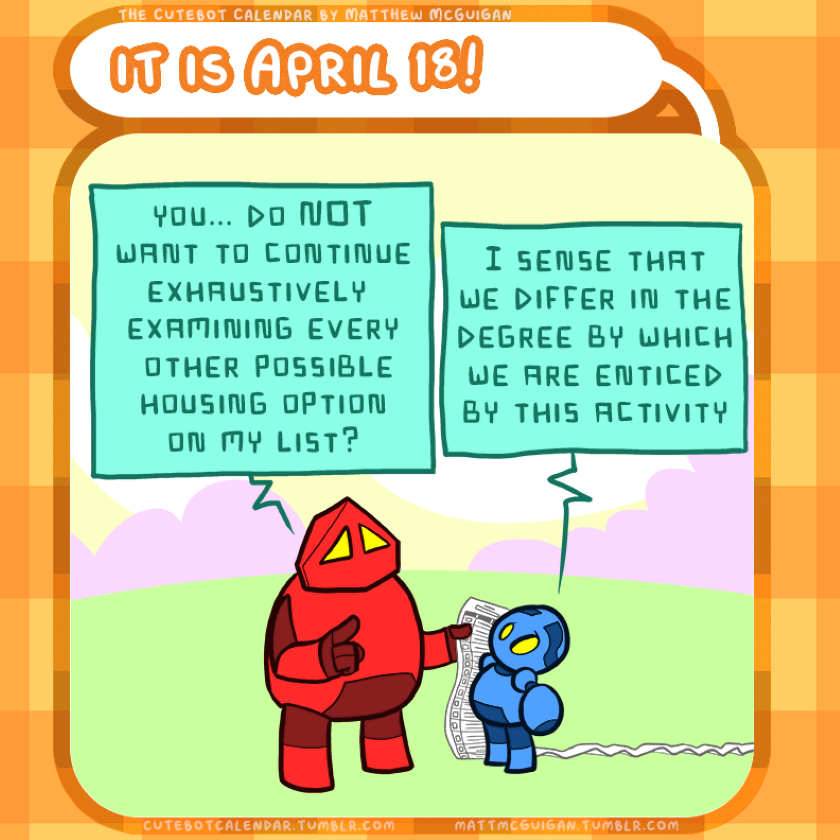 THE CUTEBOT CALENDAR BY MATTHEW MCGUIGAN
IT IS APRIL 18!
YOU... DO NOT
WANT TO CONTINUE
EXHAUSTIVELY
EXAMINING EVERY
OTHER POSSIBLE
HOUSING OPTION
ON MY LIST?
I SENSE THAT
WE DIFFER IN THE
DEGREE BY WHICH
WE ARE ENTICED
BY THIS ACTIVITY
CUTEBOTCALENDAR.TUMBLR.COM
MATTMCGUIGAN.TUMBLR.COM